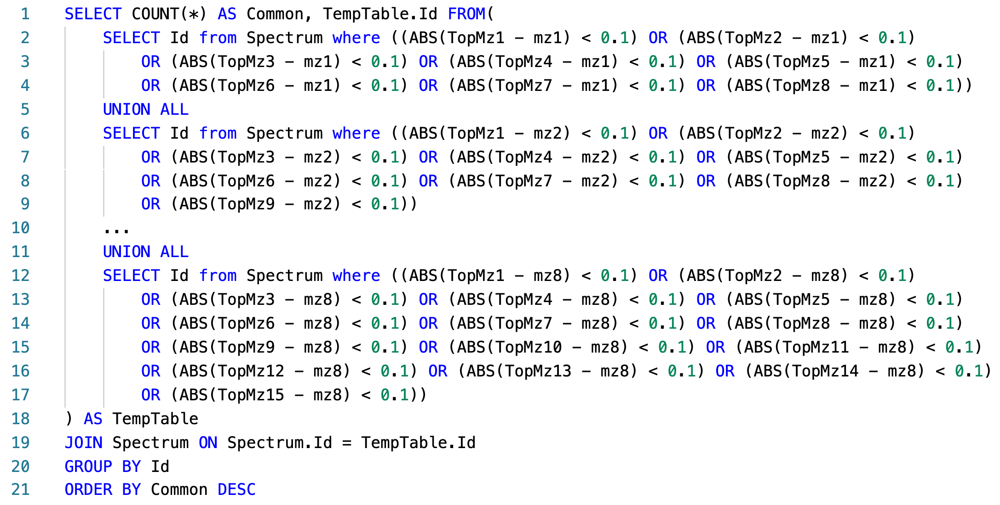 1 SELECT COUNT(*) AS Common, TempTable.Id FROM(
2 SELECT Id from Spectrum where ((ABS(TopMz1 - mz1) < 0.1) OR (ABS(TopMz2 - mz1) < 0.1)
3 OR (ABS(TopMz3 - mz1) < 0.1) OR (ABS(TopMz4 - mz1) < 0.1) OR (ABS(TopMz5 - mz1) < 0.1)
4 OR (ABS(TopMz6 - mz1) < 0.1) OR (ABS(TopMz7 - mz1) < 0.1) OR (ABS(TopMz8 - mz1) < 0.1))
5 UNION ALL
6 SELECT Id from Spectrum where ((ABS(TopMz1 - mz2) < 0.1) OR (ABS(TopMz2 - mz2) < 0.1)
7 OR (ABS(TopMz3 - mz2) < 0.1) OR (ABS(TopMz4 - mz2) < 0.1) OR (ABS(TopMz5 - mz2) < 0.1)
8 OR (ABS(TopMz6 - mz2) < 0.1) OR (ABS(TopMz7 - mz2) < 0.1) OR (ABS(TopMz8 - mz2) < 0.1)
9 OR (ABS(TopMz9 - mz2) < 0.1))
10 ...
11 UNION ALL
12 SELECT Id from Spectrum where ((ABS(TopMz1 - mz8) < 0.1) OR (ABS(TopMz2 - mz8) < 0.1)
13 OR (ABS(TopMz3 - mz8) < 0.1) OR (ABS(TopMz4 - mz8) < 0.1) OR (ABS(TopMz5 - mz8) < 0.1)
14 OR (ABS(TopMz6 - mz8) < 0.1) OR (ABS(TopMz7 - mz8) < 0.1) OR (ABS(TopMz8 - mz8) < 0.1)
15 OR (ABS(TopMz9 - mz8) < 0.1) OR (ABS(TopMz10 - mz8) < 0.1) OR (ABS(TopMz11 - mz8) < 0.1)
16 OR (ABS(TopMz12 - mz8) < 0.1) OR (ABS(TopMz13 - mz8) < 0.1) OR (ABS(TopMz14 - mz8) < 0.1)
17 OR (ABS(TopMz15 - mz8) < 0.1))
18 ) AS TempTable
19 JOIN Spectrum ON Spectrum.Id = TempTable.Id
20 GROUP BY Id
21 ORDER BY Common DESC